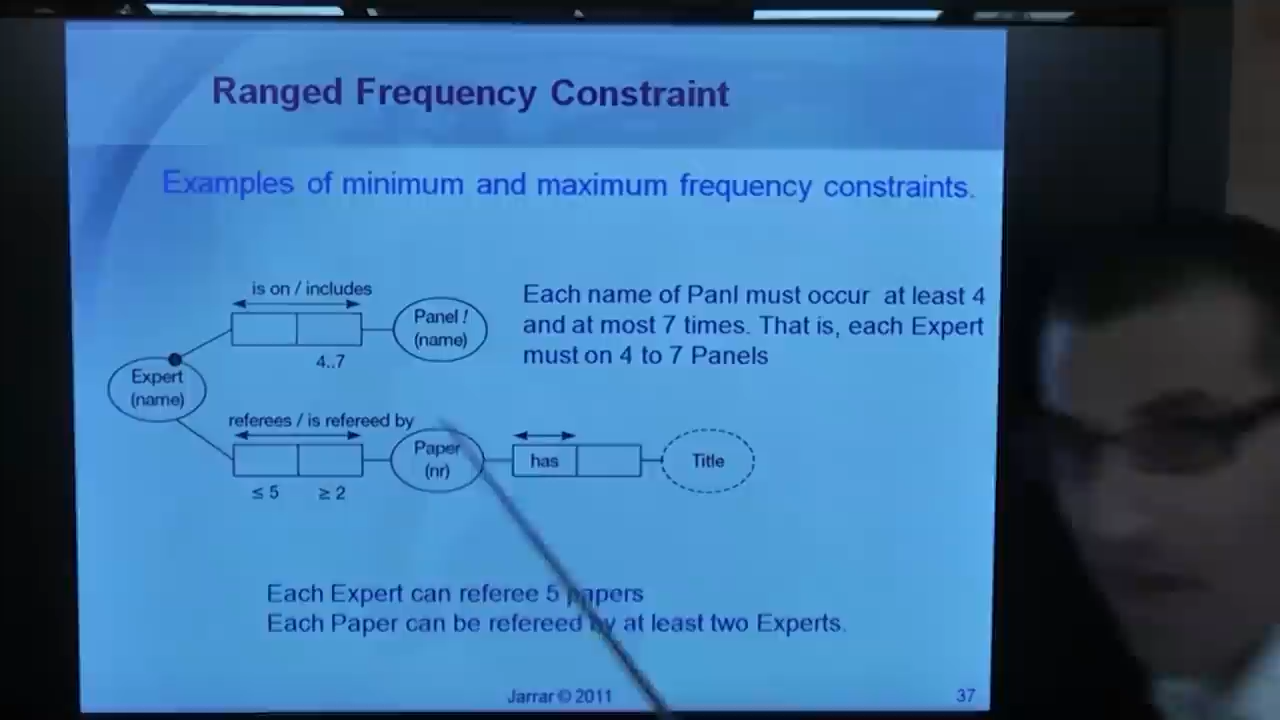 Ranged Frequency Constraint
Examples of minimum and maximum frequency constraints.
is on / includes
Panel !
(name)
4..7
Each name of Panl must occur at least 4
and at most 7 times. That is, each Expert
must on 4 to 7 Panels
Expert
(name)
referees / is refereed by
Paper
(nr)
has
Title
≤ 5
≥ 2
Each Expert can referee 5 papers
Each Paper can be refereed by at least two Experts.
Jarrar © 2011
37